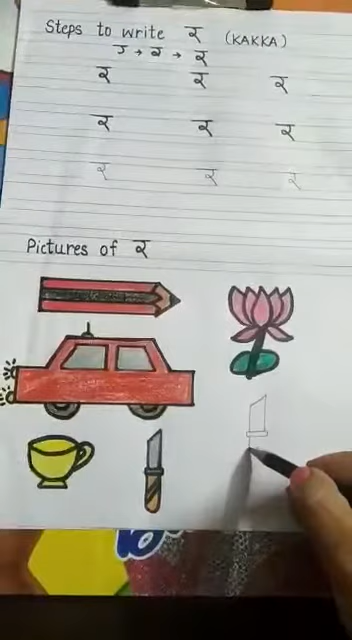 Steps to write ਕ (KAKKA)
→ → ਕ
ਕ ਕ ਕ
ਕ ਕ ਕ
ਕ ਕ ਕ
Pictures of ਕ